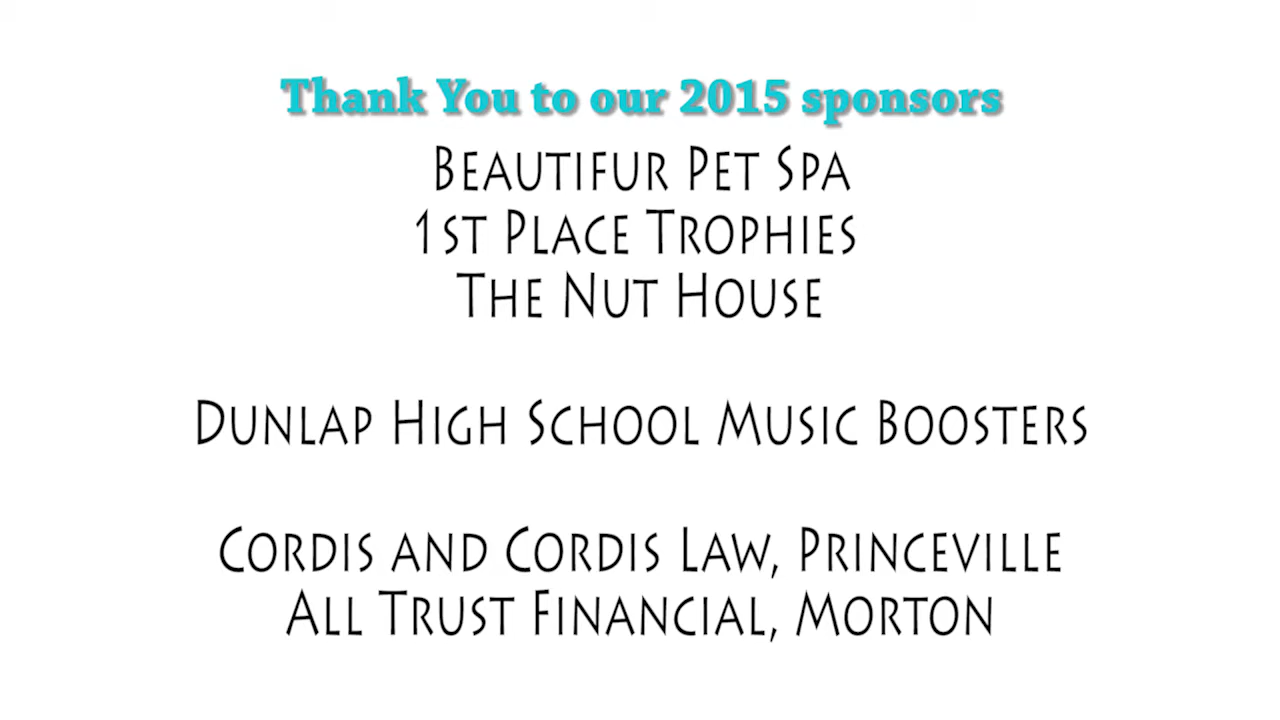 Thank You to our 2015 sponsors
Beautifur Pet Spa
1st Place Trophies
The Nut House
Dunlap High School Music Boosters
Cordis and Cordis Law, Princeville
All Trust Financial, Morton